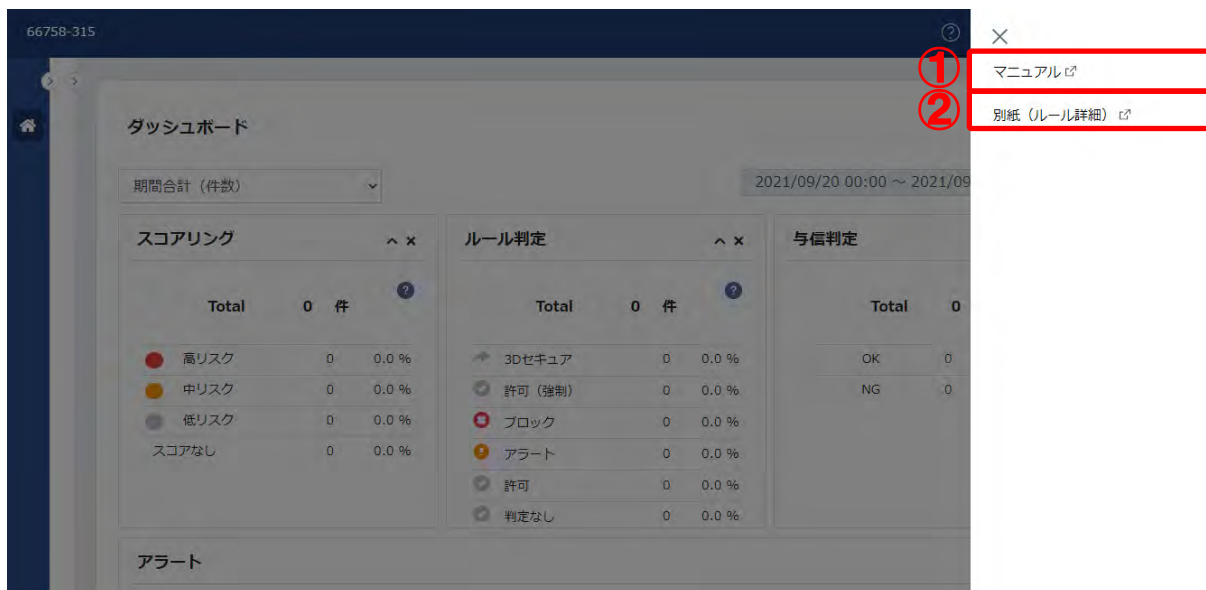 66758-315
①
マニュアル
②
別紙（ルール詳細）
ダッシュボード
期間合計（件数）
2021/09/20 00:00 ～ 2021/09
スコアリング
Total 0 件
高リスク 0 0.0 %
中リスク 0 0.0 %
低リスク 0 0.0 %
スコアなし 0 0.0 %
ルール判定
Total 0 件
3Dセキュア 0 0.0 %
許可（強制） 0 0.0 %
ブロック 0 0.0 %
アラート 0 0.0 %
許可 0 0.0 %
判定なし 0 0.0 %
与信判定
Total 0
OK 0
NG 0
アラート